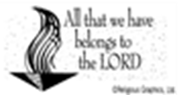 All that we have
belongs to
the LORD
©Religious Graphics, Ltd.